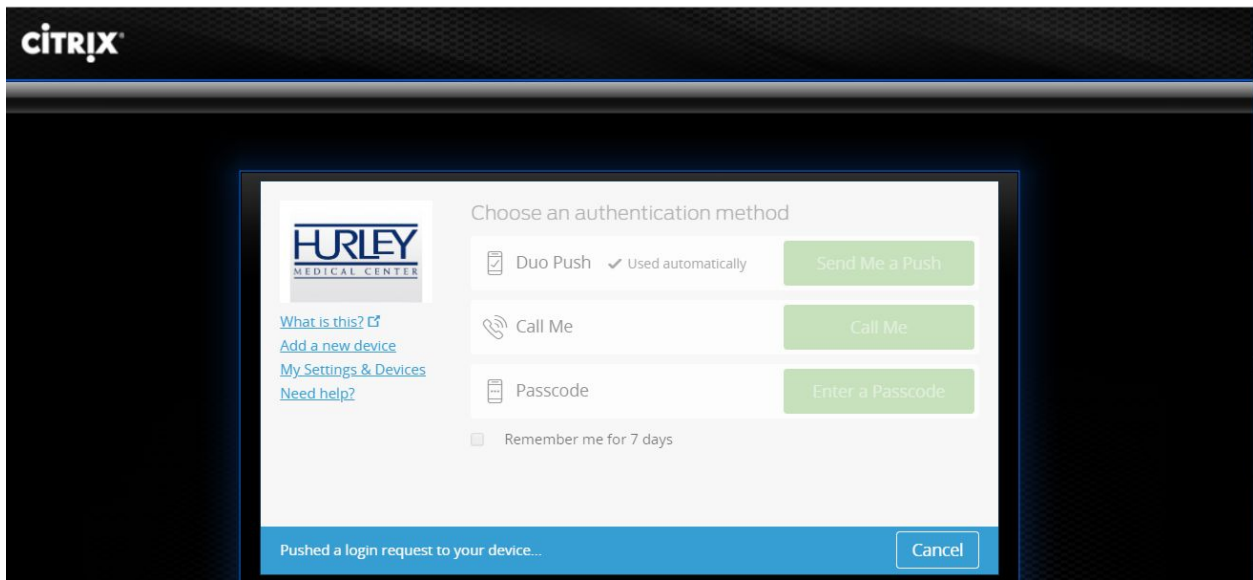 CİTRIX®
HURLEY
MEDICAL CENTER
What is this?
Add a new device
My Settings & Devices
Need help?
Choose an authentication method
Duo Push ✔ Used automatically
Send Me a Push
Call Me
Call Me
Passcode
Enter a Passcode
Remember me for 7 days
Pushed a login request to your device...
Cancel